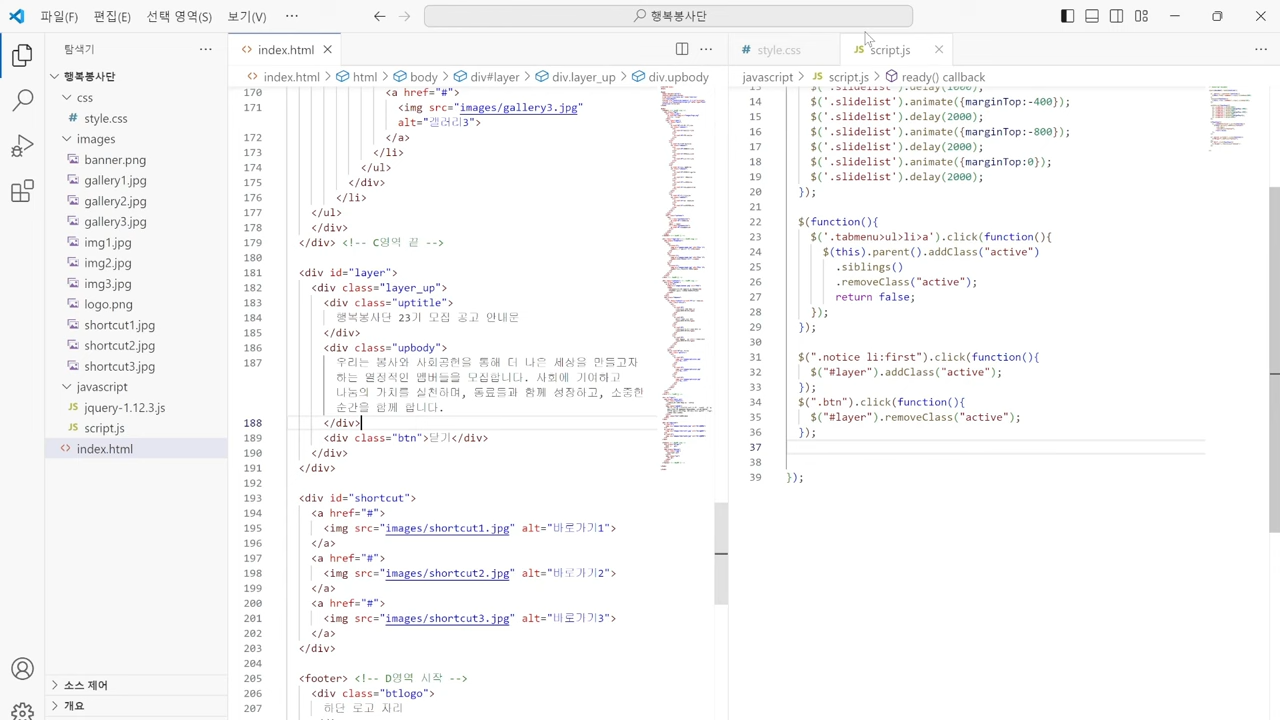 파일(F) 편집(E) 선택 영역(S) 보기(V) ··· 행복봉사단
탐색기 ···
행복봉사단
css
style.css
images
banner.png
gallery1.jpg
gallery2.jpg
gallery3.jpg
img1.jpg
img2.jpg
img3.jpg
logo.png
shortcut1.jpg
shortcut2.jpg
shortcut3.jpg
javascript
jquery-1.12.3.js
script.js
index.html
소스 제어
개요
index.html
index.html > html > body > div#layer > div.layer_up > div.upbody
170 <a href="#">
171 <img src="images/gallery3.jpg"
alt="갤러리3">
172 </a>
173 </li>
174 </ul>
175 </div>
176 </li>
177 </ul>
178 </div>
179 </div> <!-- C영역 끝 -->
180
181 <div id="layer">
182 <div class="layer_up">
183 <div class="uptitle">
184 행복봉사단 23기 모집 공고 안내문
185 </div>
186 <div class="upbody">
187 우리는 봉사와 사회공헌을 통해 더 나은 세상을 만들고자
하는 열정적인 멤버들을 모집합니다. 사회에 기여하고
나눔의 가치를 실천하며, 동료들과 함께 성장하고, 소중한
순간을 함께 합니다.
188 </div>
189 <div class="btn">닫기</div>
190 </div>
191 </div>
192
193 <div id="shortcut">
194 <a href="#">
195 <img src="images/shortcut1.jpg" alt="바로가기1">
196 </a>
197 <a href="#">
198 <img src="images/shortcut2.jpg" alt="바로가기2">
199 </a>
200 <a href="#">
201 <img src="images/shortcut3.jpg" alt="바로가기3">
202 </a>
203 </div>
204
205 <footer> <!-- D영역 시작 -->
206 <div class="btlogo">
207 하단 로고 자리
style.css script.js
javascript > script.js > ready() callback
13 $('.slidelist').delay(1000);
14 $('.slidelist').animate({marginTop:-400});
15 $('.slidelist').delay(2000);
16 $('.slidelist').animate({marginTop:-800});
17 $('.slidelist').delay(2000);
18 $('.slidelist').animate({marginTop:0});
19 $('.slidelist').delay(2000);
20 });
21
22 $(function(){
23 $('.tabmenu>ul>li>a').click(function(){
24 $(this).parent().addClass("active")
25 .siblings()
26 .removeClass("active");
27 return false;
28 });
29 });
30
31 $(".notice li:first").click(function(){
32 $("#layer").addClass("active");
33 });
34 $(".btn").click(function(){
35 $("#layer").removeClass("active");
36 });
37
38
39 });